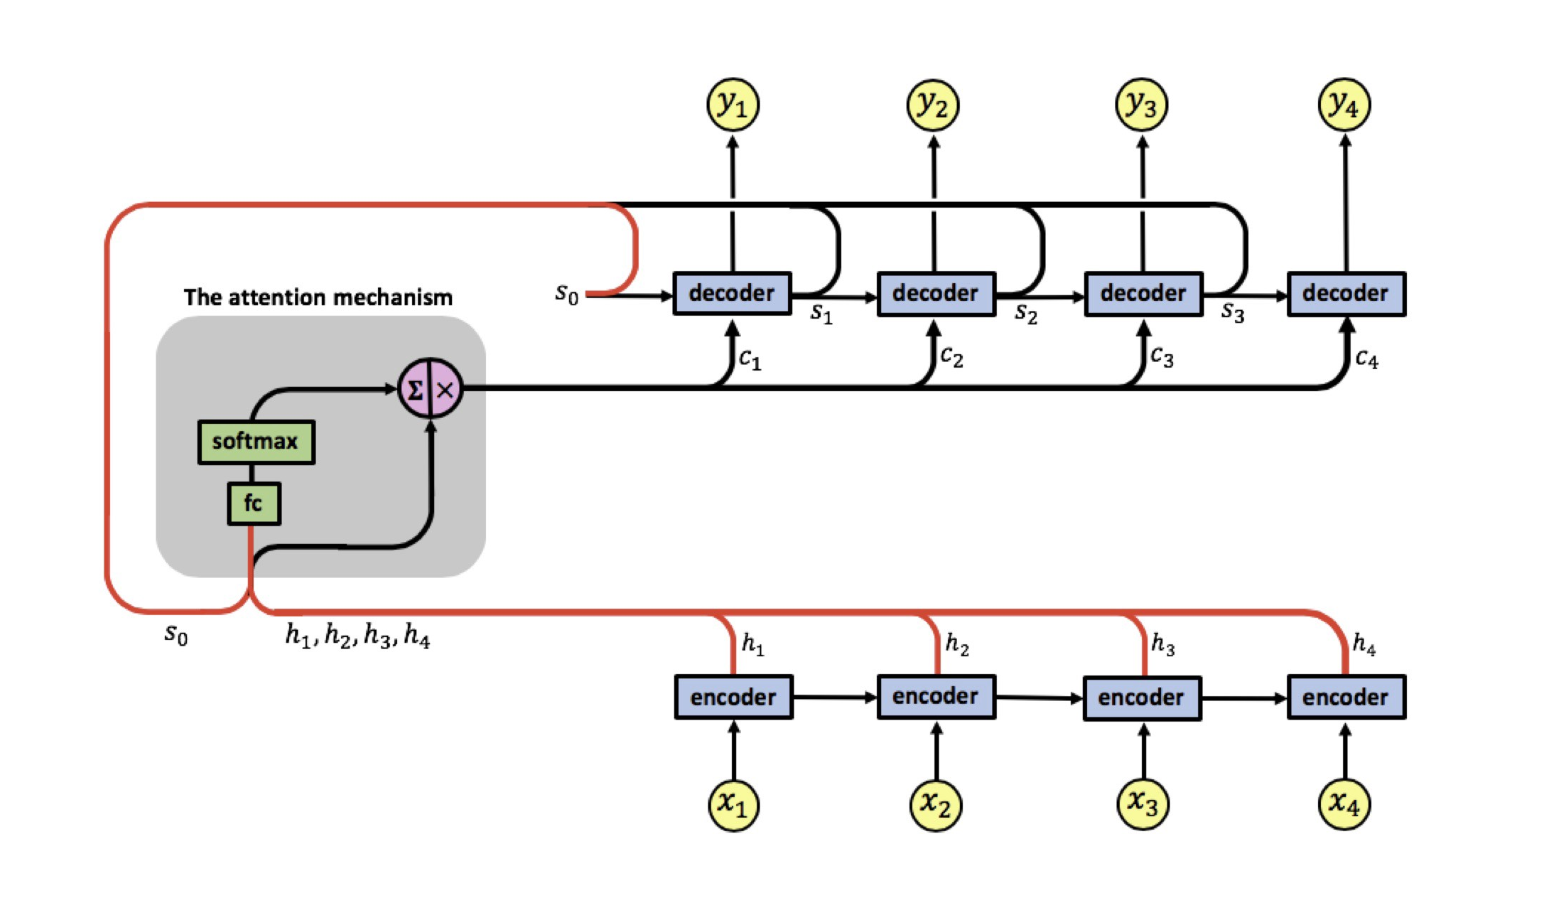 y₁ y₂ y₃ y₄
s₀ decoder s₁ decoder s₂ decoder s₃ decoder
The attention mechanism
c₁ c₂ c₃ c₄
Σ ×
softmax
fc
s₀ h₁, h₂, h₃, h₄ h₁ h₂ h₃ h₄
encoder encoder encoder encoder
x₁ x₂ x₃ x₄